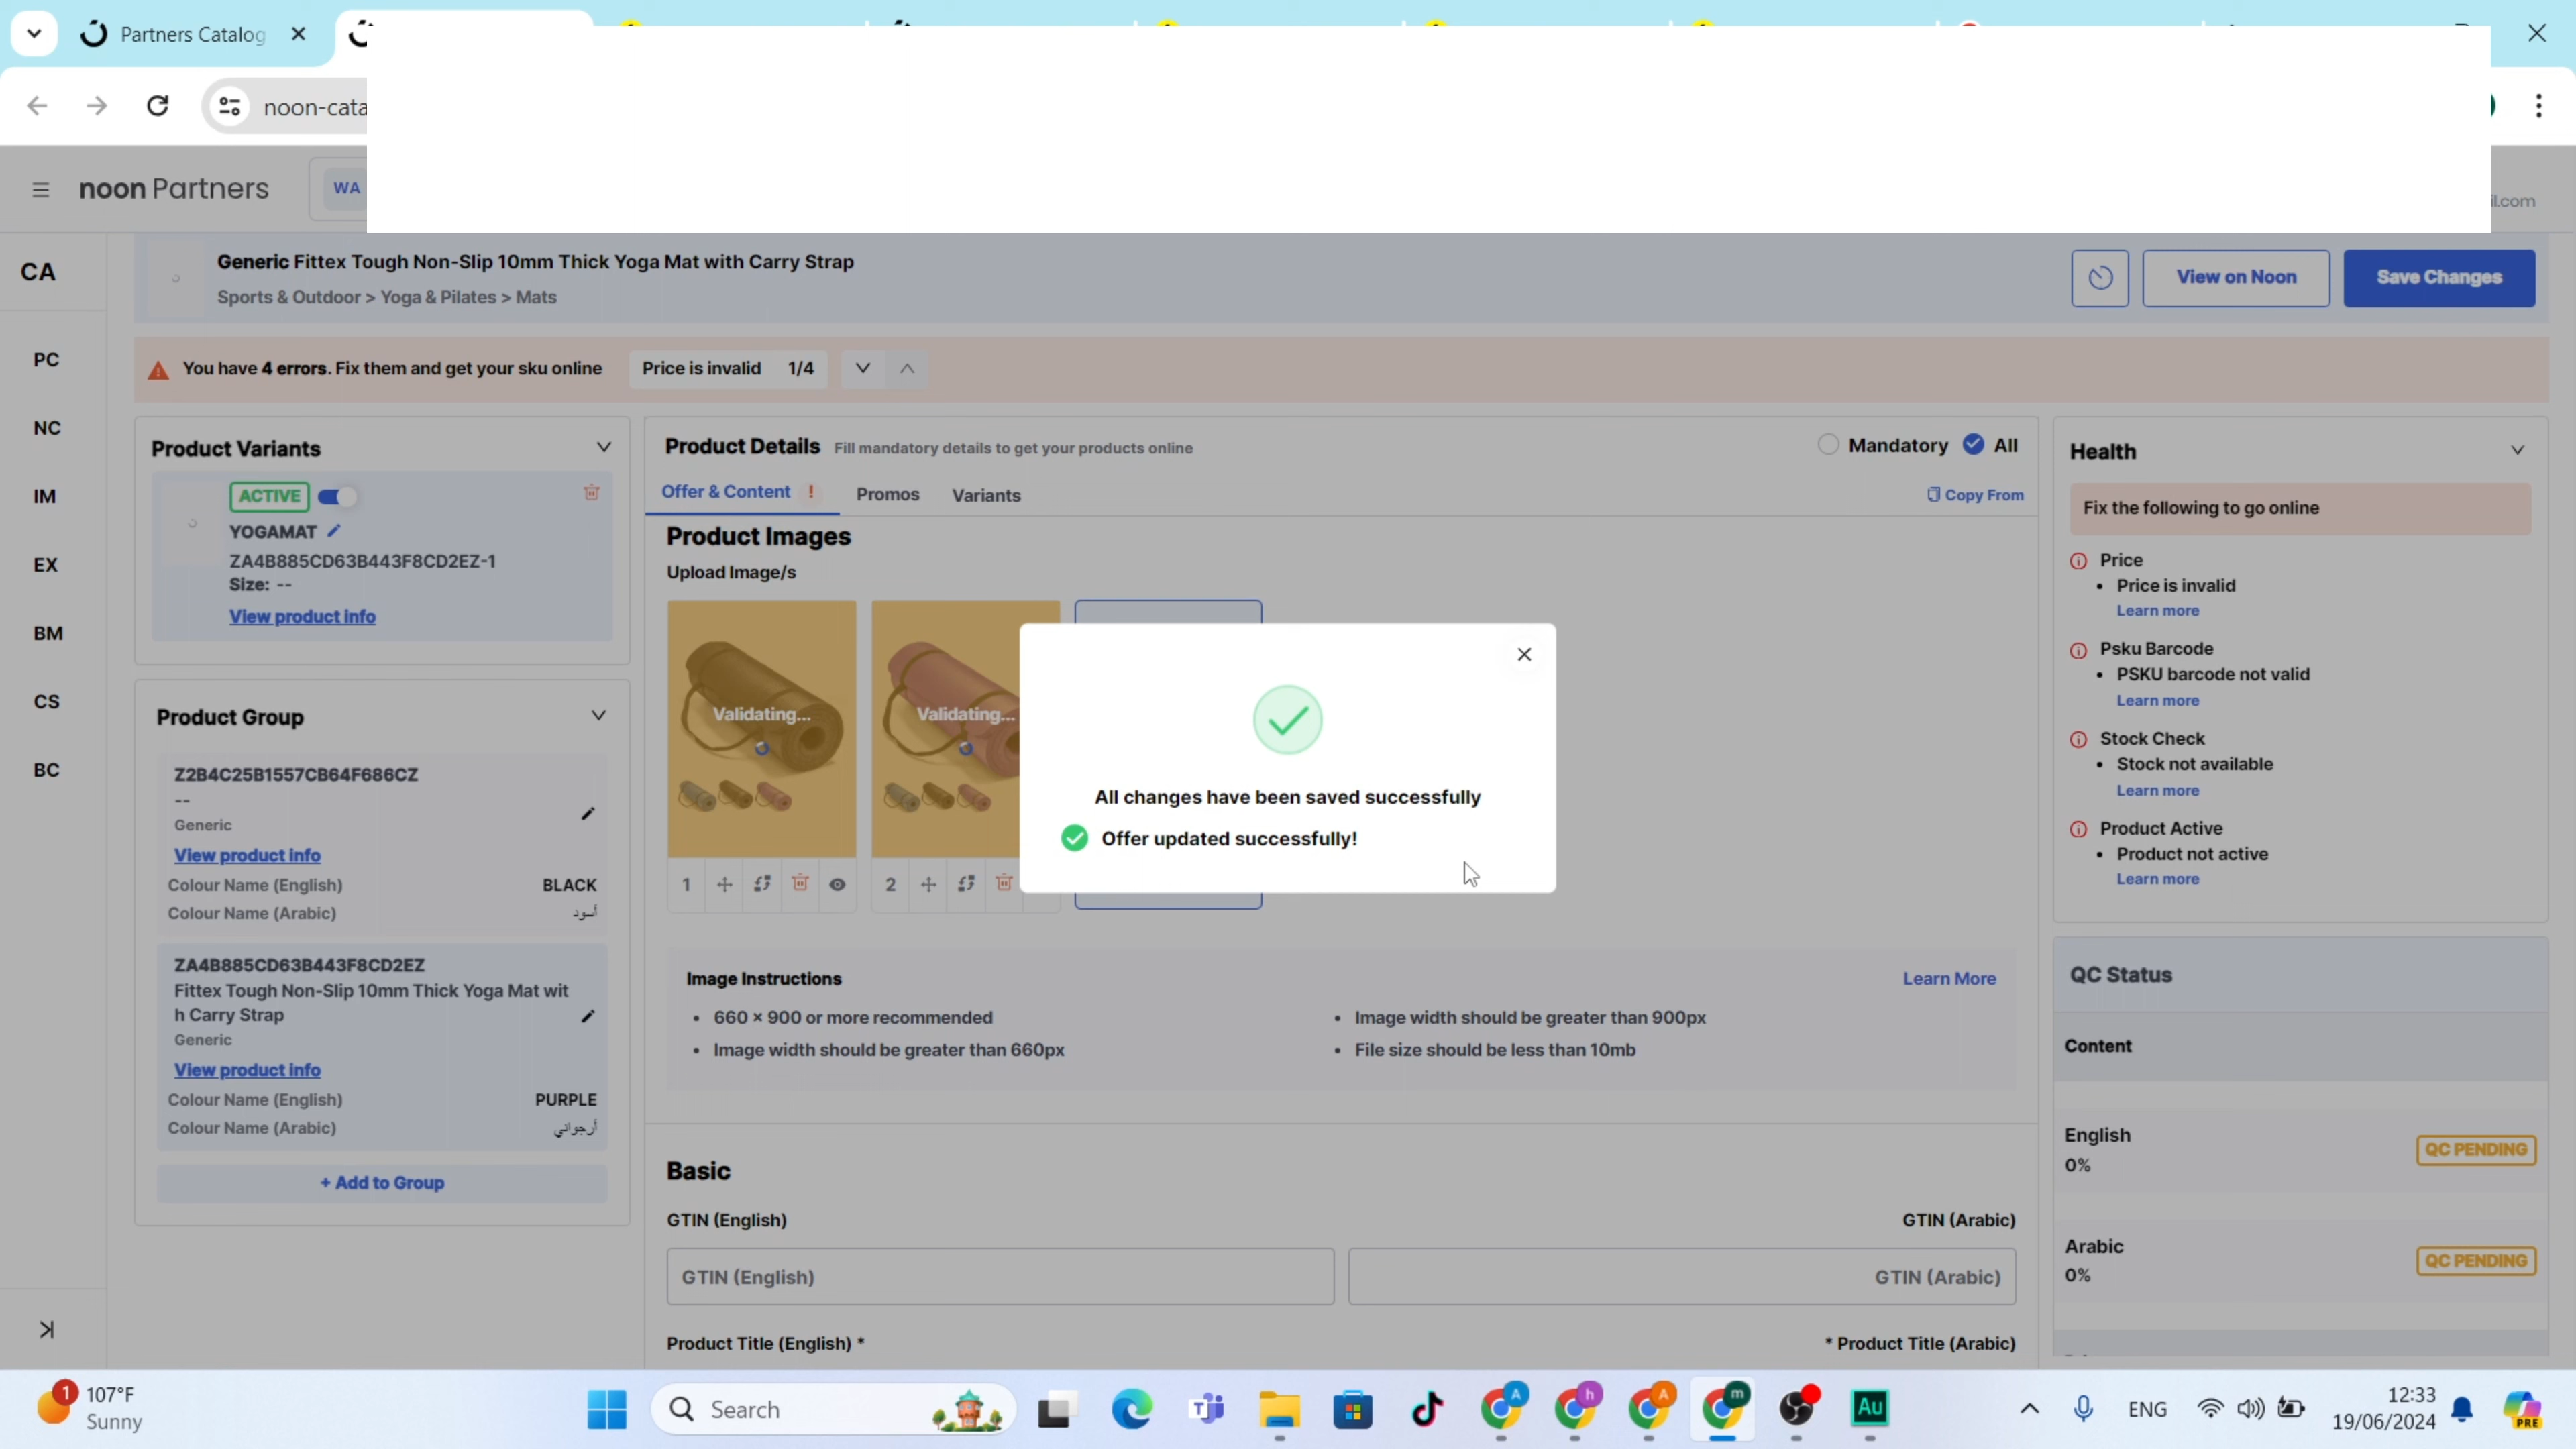 Partners Catalog
noon-cata
noon Partners
WA
il.com
CA
PC
NC
IM
EX
BM
CS
BC
Generic Fittex Tough Non-Slip 10mm Thick Yoga Mat with Carry Strap
Sports & Outdoor > Yoga & Pilates > Mats
View on Noon
Save Changes
You have 4 errors. Fix them and get your sku online
Price is invalid 1/4
Product Variants
ACTIVE
YOGAMAT
ZA4B885CD63B443F8CD2EZ-1
Size: --
View product info
Product Group
Z2B4C25B1557CB64F686CZ
--
Generic
View product info
Colour Name (English) BLACK
Colour Name (Arabic) أسود
ZA4B885CD63B443F8CD2EZ
Fittex Tough Non-Slip 10mm Thick Yoga Mat wit
h Carry Strap
Generic
View product info
Colour Name (English) PURPLE
Colour Name (Arabic) أرجواني
+ Add to Group
Product Details Fill mandatory details to get your products online
Mandatory All
Offer & Content ! Promos Variants
Copy From
Product Images
Upload Image/s
Validating...
Validating...
1
2
All changes have been saved successfully
Offer updated successfully!
Image Instructions
Learn More
• 660 × 900 or more recommended
• Image width should be greater than 900px
• Image width should be greater than 660px
• File size should be less than 10mb
Basic
GTIN (English)
GTIN (Arabic)
GTIN (English)
GTIN (Arabic)
Product Title (English) *
* Product Title (Arabic)
Health
Fix the following to go online
Price
• Price is invalid
Learn more
Psku Barcode
• PSKU barcode not valid
Learn more
Stock Check
• Stock not available
Learn more
Product Active
• Product not active
Learn more
QC Status
Content
English
0%
QC PENDING
Arabic
0%
QC PENDING
1
107°F
Sunny
Search
A
h
A
m
Au
ENG
12:33
19/06/2024
PRE